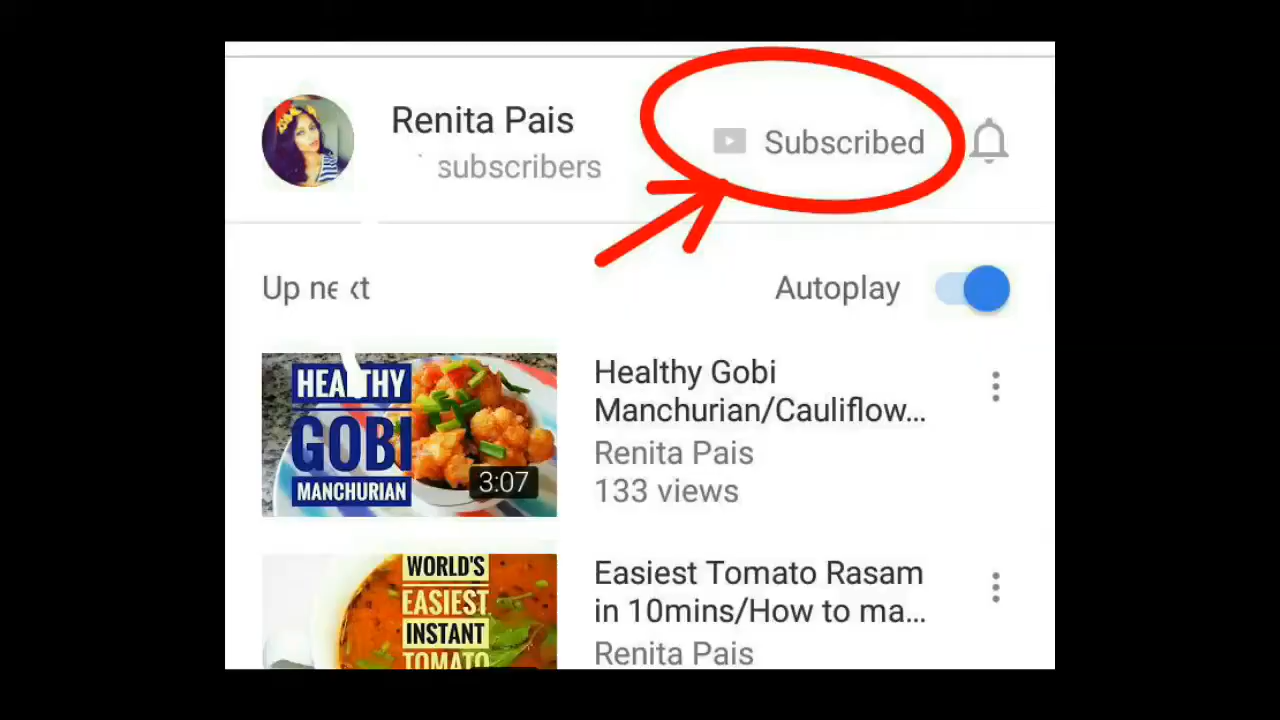 Renita Pais
subscribers
Subscribed
Up next
Autoplay
HEALTHY
GOBI
MANCHURIAN
3:07
Healthy Gobi
Manchurian/Cauliflow...
Renita Pais
133 views
WORLD'S
EASIEST
INSTANT
TOMATO
Easiest Tomato Rasam
in 10mins/How to ma...
Renita Pais